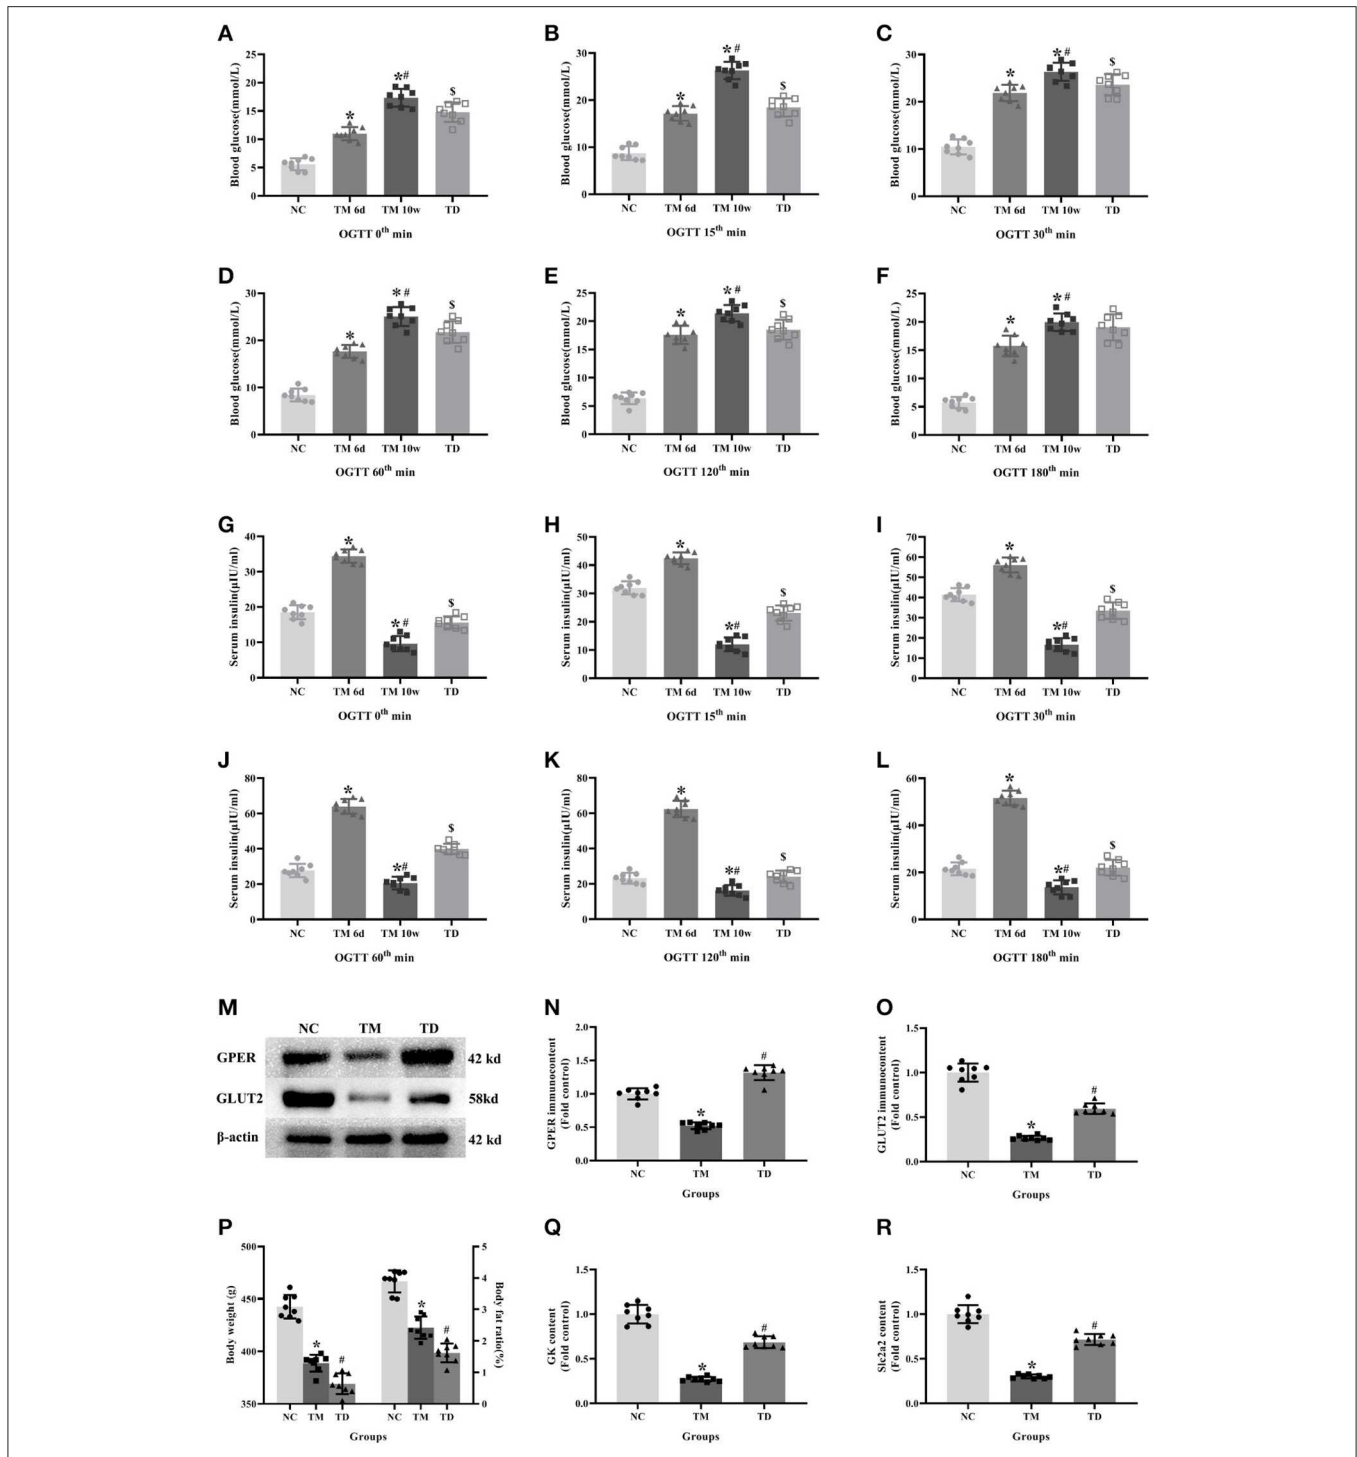 A
Blood glucose(mmol/L)
25
20
15
10
5
0
*
*#
$
NC TM 6d TM 10w TD
OGTT 0th min
B
Blood glucose(mmol/L)
30
20
10
0
*
*#
$
NC TM 6d TM 10w TD
OGTT 15th min
C
Blood glucose(mmol/L)
30
20
10
0
*
*#
$
NC TM 6d TM 10w TD
OGTT 30th min
D
Blood glucose(mmol/L)
30
20
10
0
*
*#
$
NC TM 6d TM 10w TD
OGTT 60th min
E
Blood glucose(mmol/L)
25
20
15
10
5
0
*
*#
$
NC TM 6d TM 10w TD
OGTT 120th min
F
Blood glucose(mmol/L)
25
20
15
10
5
0
*
*#
NC TM 6d TM 10w TD
OGTT 180th min
G
Serum insulin(μIU/ml)
40
30
20
10
0
*
*#
$
NC TM 6d TM 10w TD
OGTT 0th min
H
Serum insulin(μIU/ml)
50
40
30
20
10
0
*
*#
$
NC TM 6d TM 10w TD
OGTT 15th min
I
Serum insulin(μIU/ml)
70
60
50
40
30
20
10
0
*
*#
$
NC TM 6d TM 10w TD
OGTT 30th min
J
Serum insulin(μIU/ml)
80
60
40
20
0
*
*#
$
NC TM 6d TM 10w TD
OGTT 60th min
K
Serum insulin(μIU/ml)
80
60
40
20
0
*
*#
$
NC TM 6d TM 10w TD
OGTT 120th min
L
Serum insulin(μIU/ml)
60
40
20
0
*
*#
$
NC TM 6d TM 10w TD
OGTT 180th min
M
NC TM TD
GPER 42 kd
GLUT2 58kd
β-actin 42 kd
N
GPER immunocontent
(Fold control)
2.0
1.5
1.0
0.5
0.0
*
#
NC TM TD
Groups
O
GLUT2 immunocontent
(Fold control)
1.5
1.0
0.5
0.0
*
#
NC TM TD
Groups
P
Body weight (g)
500
450
400
350
*
#
*
#
5
4
3
2
1
0
Body fat ratio(%)
NC TM TD NC TM TD
Groups
Q
GK content
(Fold control)
1.5
1.0
0.5
0.0
*
#
NC TM TD
Groups
R
Slc2a2 content
(Fold control)
1.5
1.0
0.5
0.0
*
#
NC TM TD
Groups